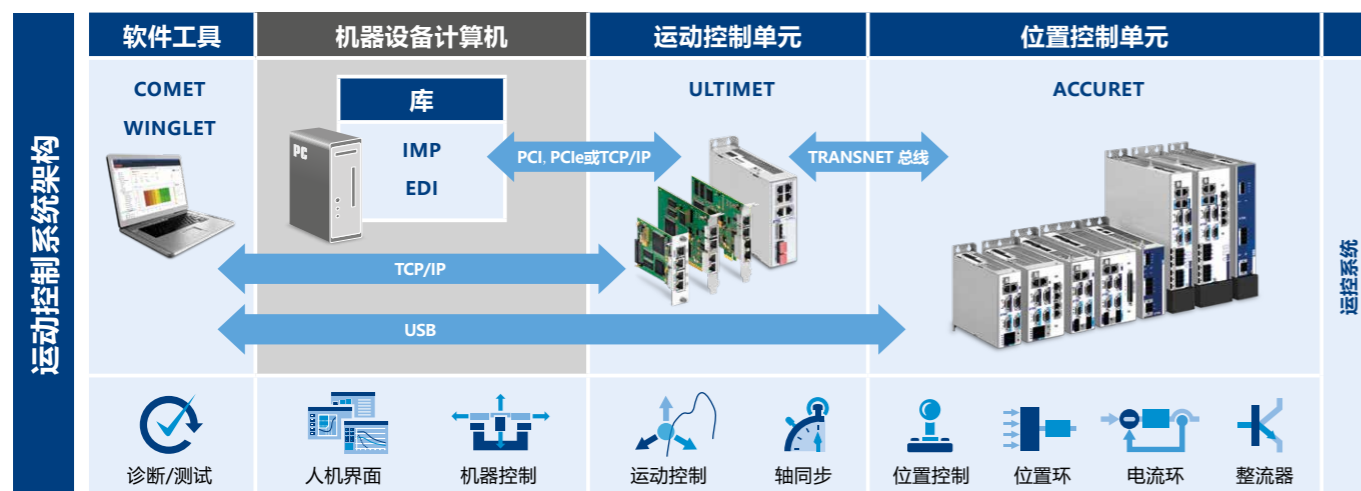 运动控制系统架构
软件工具
机器设备计算机
运动控制单元
位置控制单元
COMET
WINGLET
库
PC
IMP
EDI
PCI, PCIe或TCP/IP
ULTIMET
TRANSNET 总线
ACCURET
TCP/IP
USB
运控系统
诊断/测试
人机界面
机器控制
运动控制
轴同步
位置控制
位置环
电流环
整流器